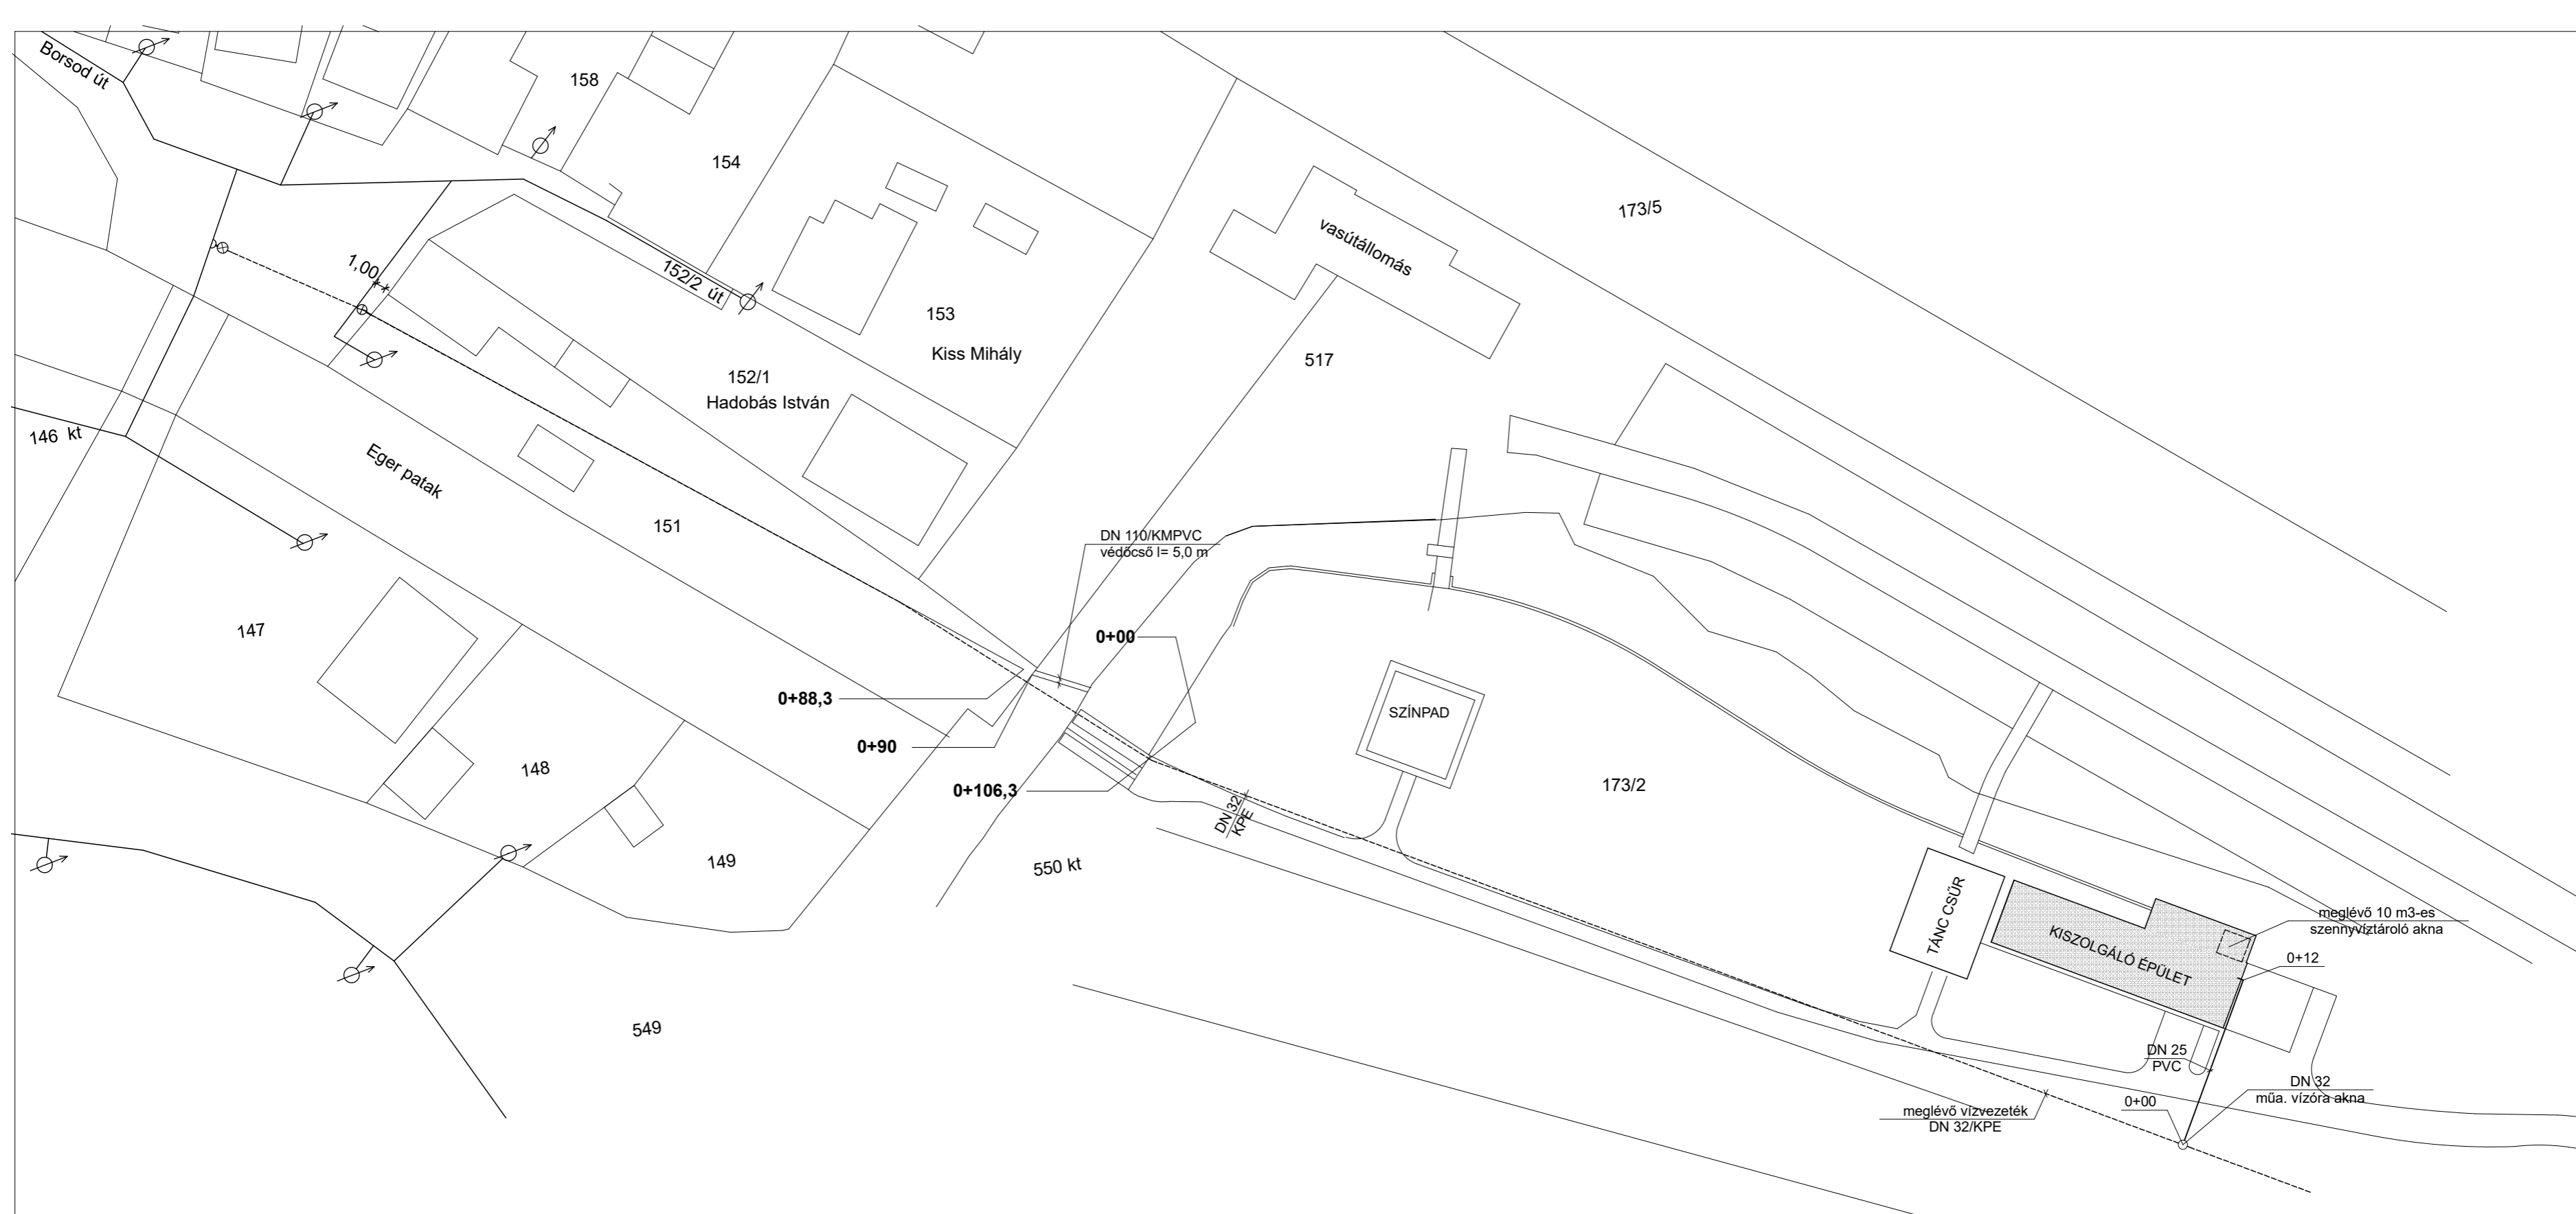 Borsod út
158
154
173/5
vasútállomás
1,00
152/2 út
153
Kiss Mihály
517
152/1
Hadobás István
146 kt
Eger patak
151
DN 110/KMPVC
védőcső l= 5,0 m
147
0+00
0+88,3
SZÍNPAD
0+90
148
173/2
0+106,3
DN 32
KPE
149
550 kt
TÁNC CSŰR
meglévő 10 m3-es
szennyvíztároló akna
KISZOLGÁLÓ ÉPÜLET
0+12
549
DN 25
PVC
DN 32
műa. vízóra akna
0+00
meglévő vízvezeték
DN 32/KPE